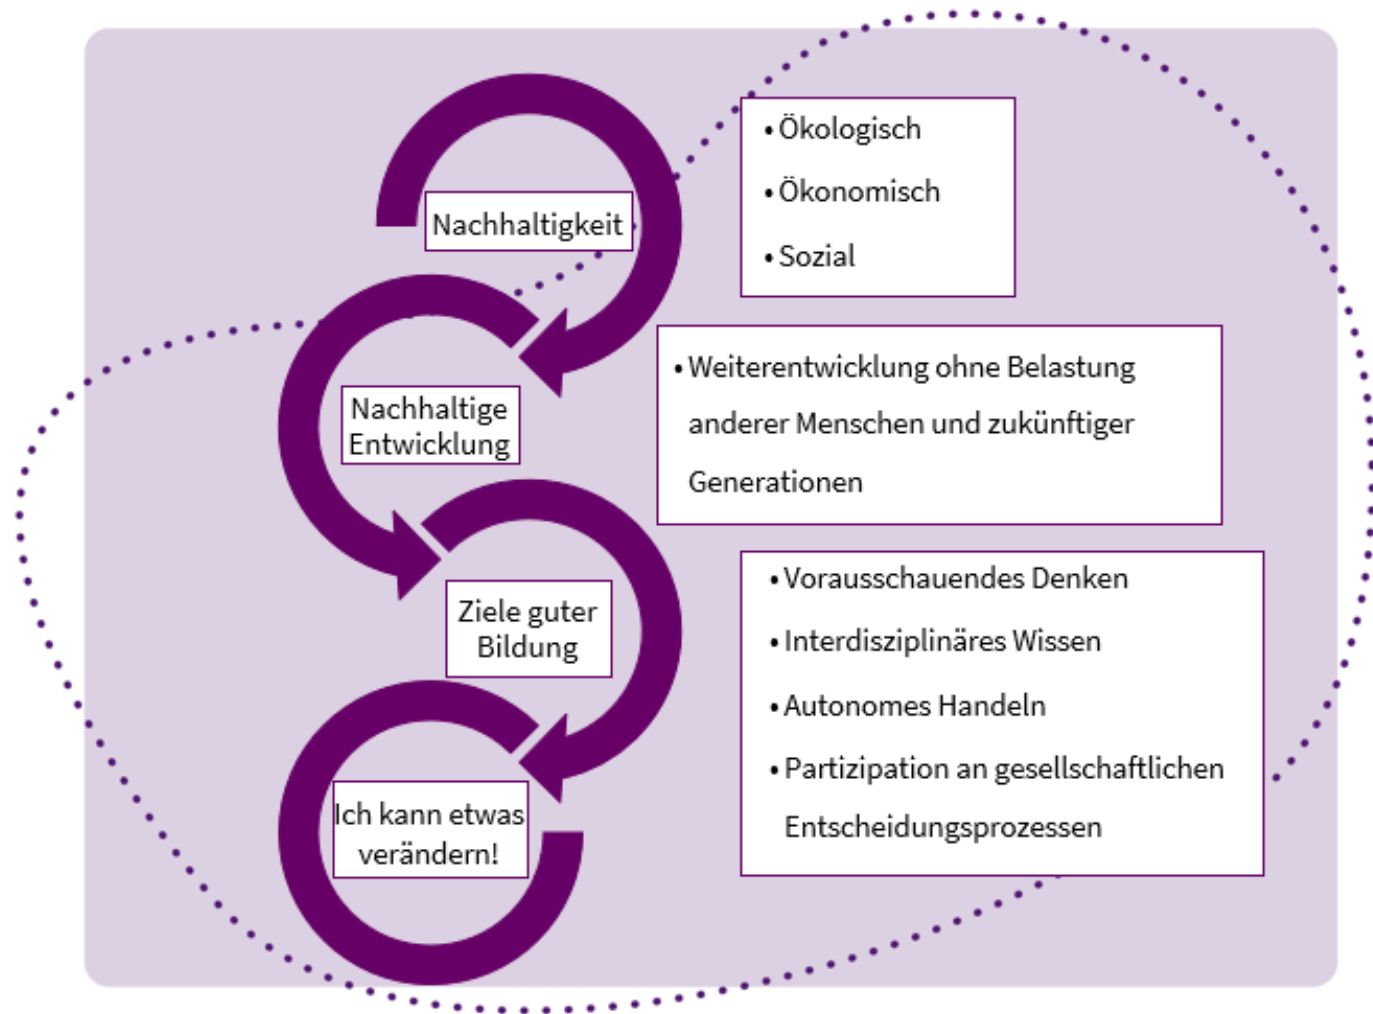 Nachhaltigkeit
• Ökologisch
• Ökonomisch
• Sozial
Nachhaltige
Entwicklung
• Weiterentwicklung ohne Belastung
anderer Menschen und zukünftiger
Generationen
Ziele guter
Bildung
• Vorausschauendes Denken
• Interdisziplinäres Wissen
• Autonomes Handeln
• Partizipation an gesellschaftlichen
Entscheidungsprozessen
Ich kann etwas
verändern!